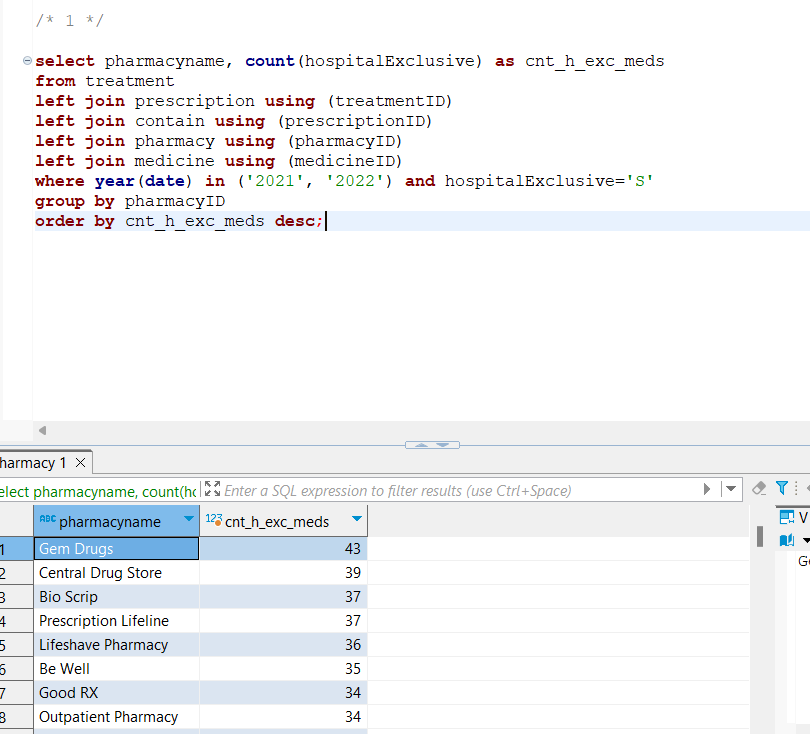 /* 1 */
select pharmacyname, count(hospitalExclusive) as cnt_h_exc_meds
from treatment
left join prescription using (treatmentID)
left join contain using (prescriptionID)
left join pharmacy using (pharmacyID)
left join medicine using (medicineID)
where year(date) in ('2021', '2022') and hospitalExclusive='S'
group by pharmacyID
order by cnt_h_exc_meds desc;
harmacy 1
elect pharmacyname, count(ho
Enter a SQL expression to filter results (use Ctrl+Space)
ABC pharmacyname 123 cnt_h_exc_meds
V
1 Gem Drugs 43
Ge
2 Central Drug Store 39
3 Bio Scrip 37
4 Prescription Lifeline 37
5 Lifeshave Pharmacy 36
6 Be Well 35
7 Good RX 34
8 Outpatient Pharmacy 34